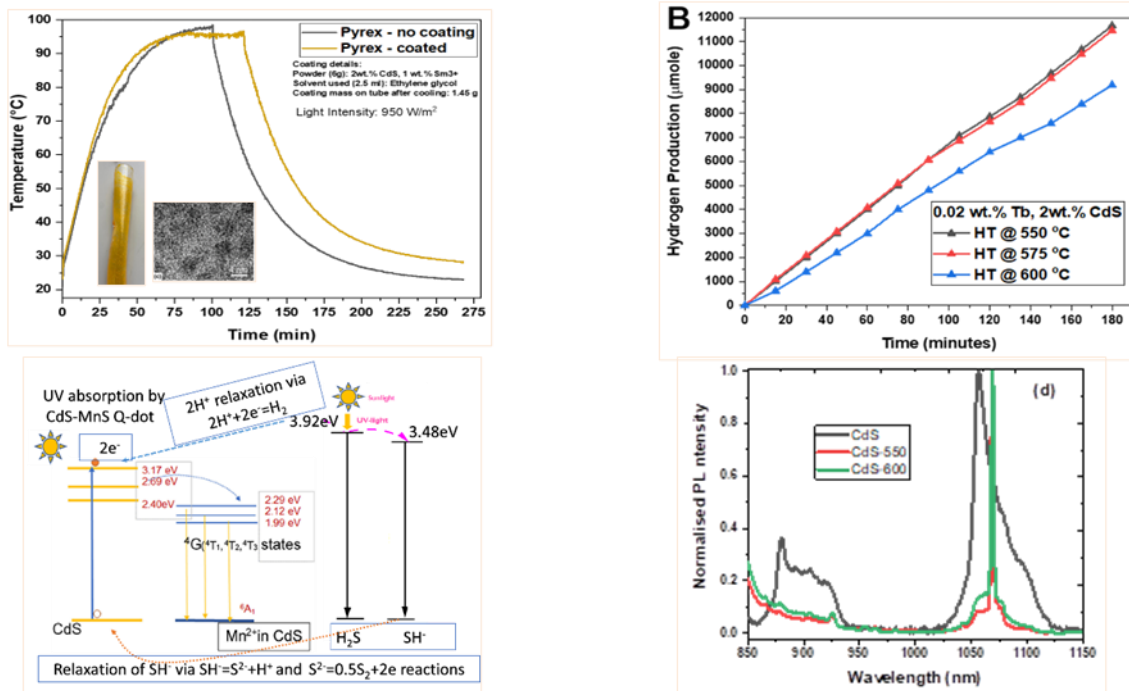 Pyrex - no coating
Pyrex - coated
Coating details:
Powder (6g): 2wt.% CdS, 1 wt.% Sm3+
Solvent used (2.5 ml): Ethylene glycol
Coating mass on tube after cooling: 1.45 g
Light Intensity: 950 W/m²
Temperature (°C)
100
90
80
70
60
50
40
30
20
0 25 50 75 100 125 150 175 200 225 250 275
Time (min)
B
Hydrogen Production (µmole)
12000
11000
10000
9000
8000
7000
6000
5000
4000
3000
2000
1000
0
0.02 wt.% Tb, 2wt.% CdS
HT @ 550 °C
HT @ 575 °C
HT @ 600 °C
0 20 40 60 80 100 120 140 160 180
Time (minutes)
UV absorption by
CdS-MnS Q-dot
2e⁻
2H⁺ relaxation via
2H⁺+2e⁻=H₂
Sunlight
UV-light
3.92eV
3.48eV
3.17 eV
2.69 eV
2.40eV
2.29 eV
2.12 eV
1.99 eV
⁴G(⁴T₁,⁴T₂,⁴T₃) states
⁶A₁
CdS
Mn²⁺in CdS
H₂S
SH⁻
Relaxation of SH⁻ via SH⁻=S²⁻+H⁺ and S²⁻=0.5S₂+2e reactions
(d)
CdS
CdS-550
CdS-600
Normalised PL Intensity
1.0
0.8
0.6
0.4
0.2
0.0
850 900 950 1000 1050 1100 1150
Wavelength (nm)